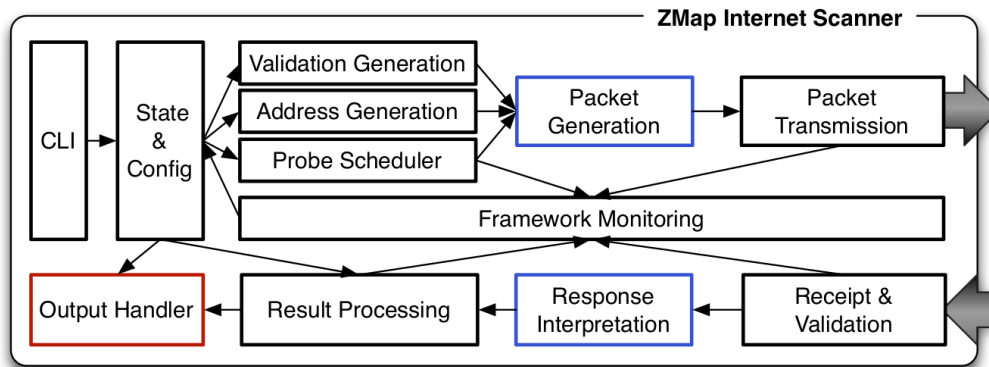 ZMap Internet Scanner
CLI
State
&
Config
Validation Generation
Address Generation
Probe Scheduler
Packet
Generation
Packet
Transmission
Framework Monitoring
Output Handler
Result Processing
Response
Interpretation
Receipt &
Validation